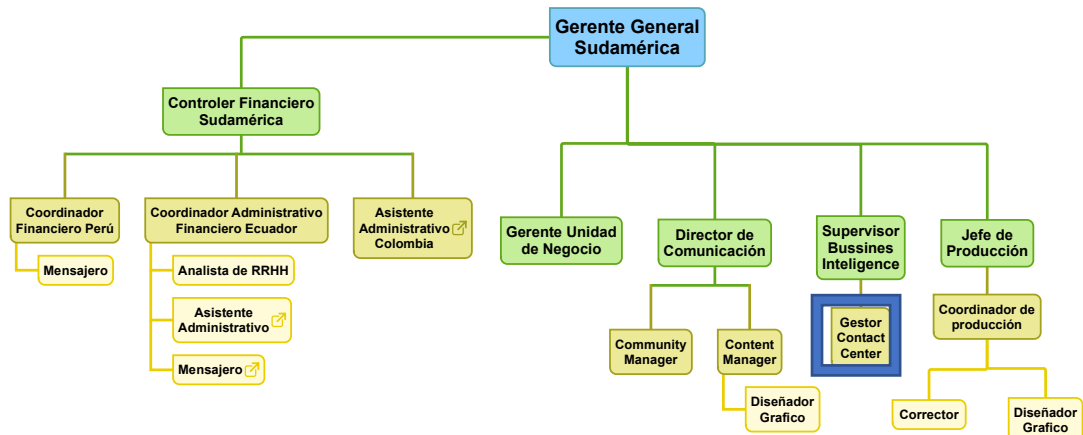 Gerente General
Sudamérica
Controler Financiero
Sudamérica
Coordinador
Financiero Perú
Mensajero
Coordinador Administrativo
Financiero Ecuador
Analista de RRHH
Asistente
Administrativo
Mensajero
Asistente
Administrativo
Colombia
Gerente Unidad
de Negocio
Director de
Comunicación
Community
Manager
Content
Manager
Diseñador
Grafico
Supervisor
Bussines
Inteligence
Gestor
Contact
Center
Jefe de
Producción
Coordinador de
producción
Corrector
Diseñador
Grafico